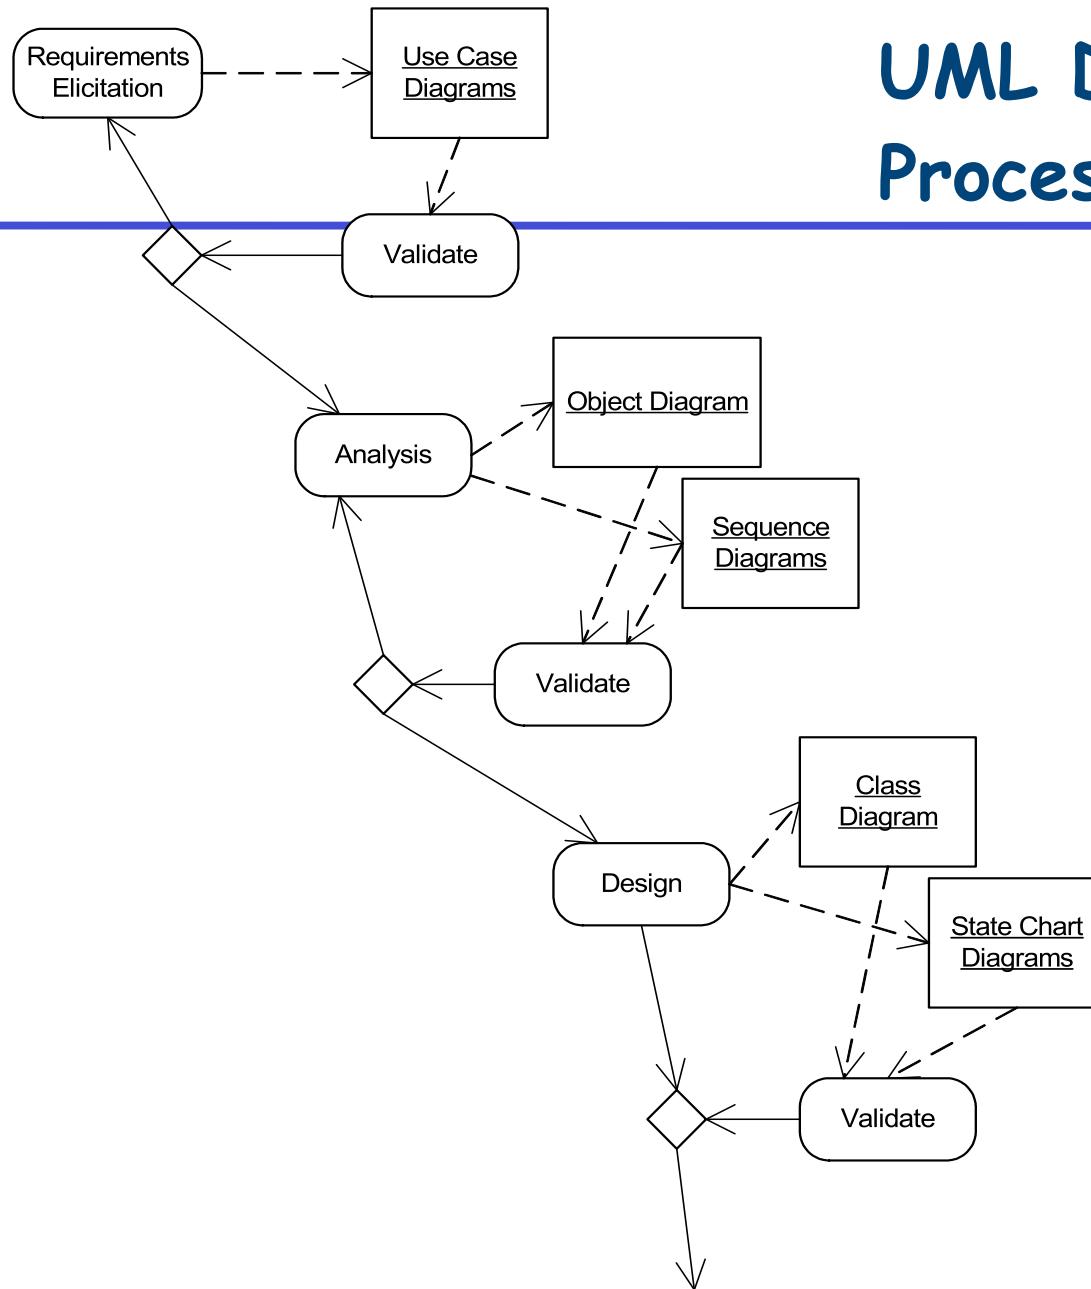 UML
Proces
Requirements
Elicitation
Use Case
Diagrams
Validate
Object Diagram
Analysis
Sequence
Diagrams
Validate
Class
Diagram
Design
State Chart
Diagrams
Validate